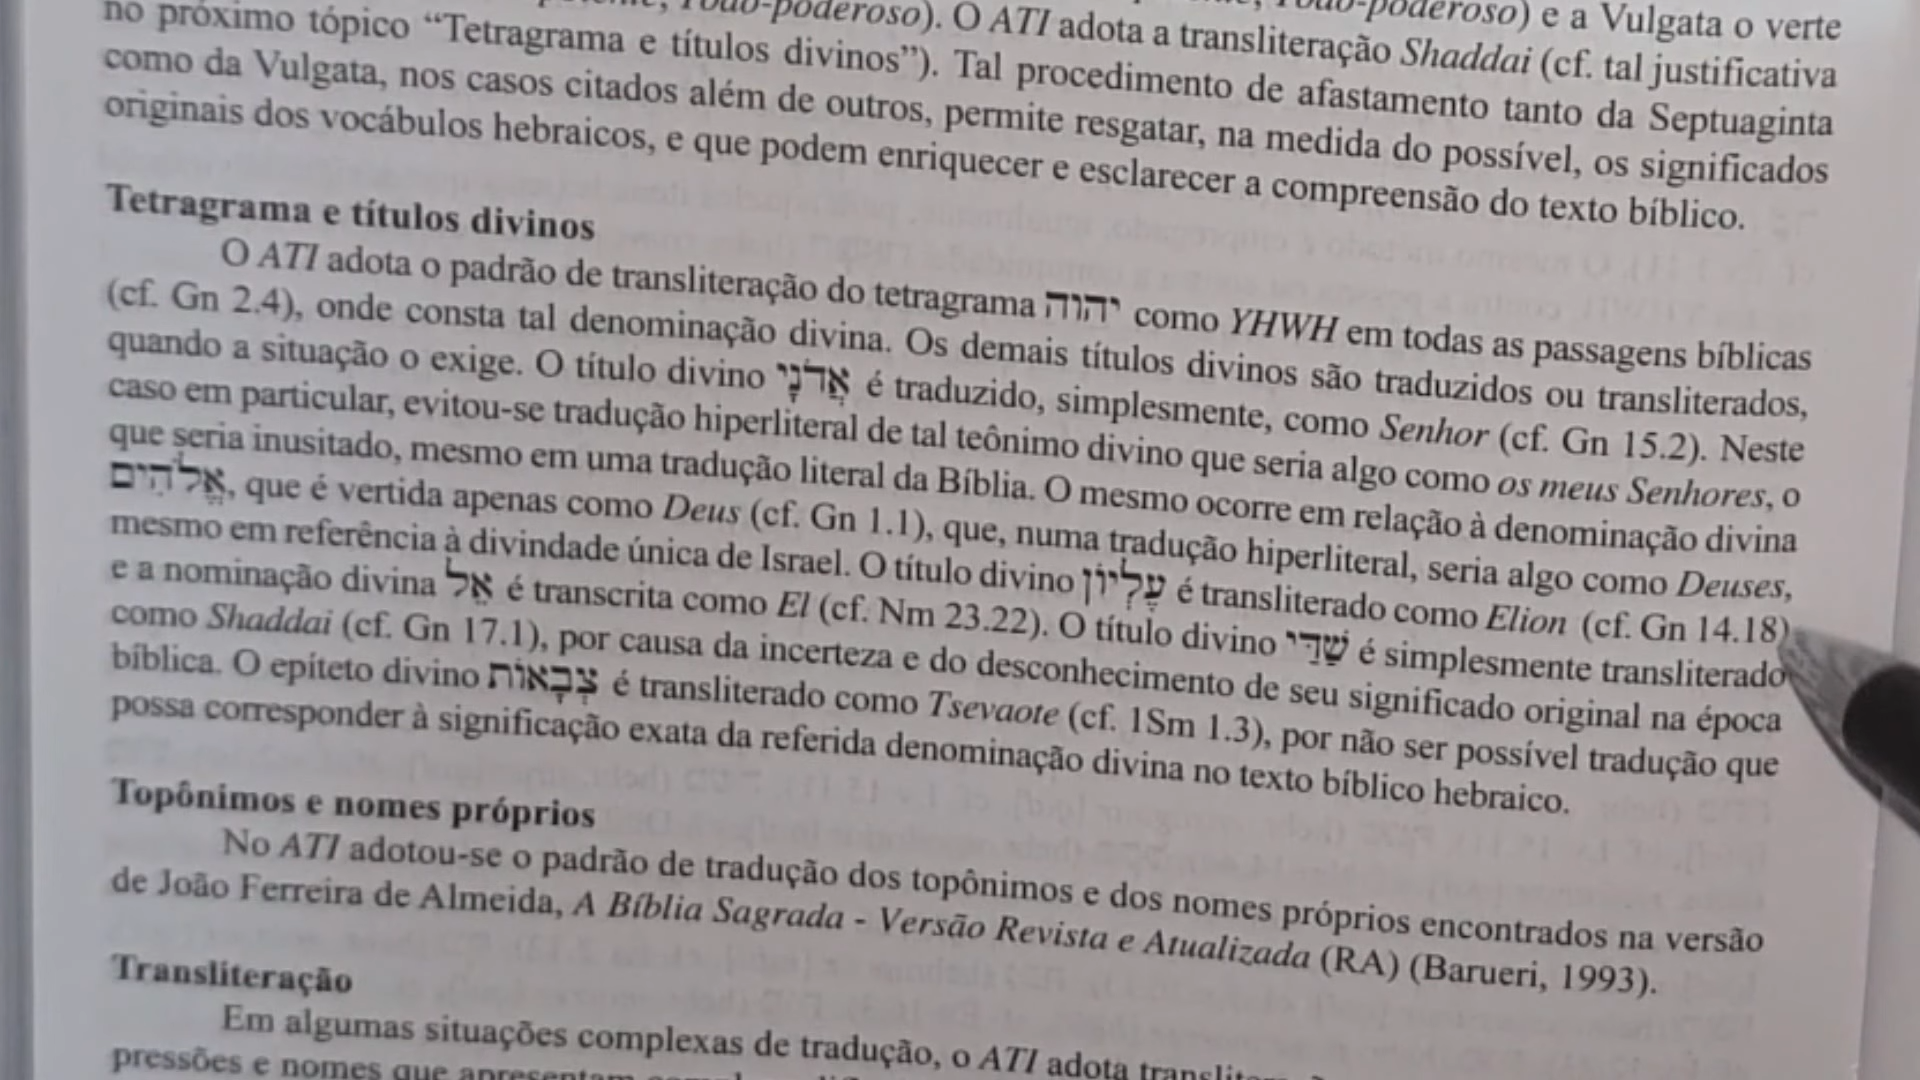 Todo-poderoso) e a Vulgata o verte
Todo-poderoso). O ATI adota a transliteração Shaddai (cf. tal justificativa
no próximo tópico “Tetragrama e títulos divinos”). Tal procedimento de afastamento tanto da Septuaginta
como da Vulgata, nos casos citados além de outros, permite resgatar, na medida do possível, os significados
originais dos vocábulos hebraicos, e que podem enriquecer e esclarecer a compreensão do texto bíblico.
Tetragrama e títulos divinos
O ATI adota o padrão de transliteração do tetragrama יהוה como YHWH em todas as passagens bíblicas
(cf. Gn 2.4), onde consta tal denominação divina. Os demais títulos divinos são traduzidos ou transliterados,
quando a situação o exige. O título divino אֲדֹנָי é traduzido, simplesmente, como Senhor (cf. Gn 15.2). Neste
caso em particular, evitou-se tradução hiperliteral de tal teônimo divino que seria algo como os meus Senhores, o
que seria inusitado, mesmo em uma tradução literal da Bíblia. O mesmo ocorre em relação à denominação divina
אֱלֹהִים, que é vertida apenas como Deus (cf. Gn 1.1), que, numa tradução hiperliteral, seria algo como Deuses,
mesmo em referência à divindade única de Israel. O título divino עֶלְיוֹן é transliterado como Elion (cf. Gn 14.18)
e a nominação divina אֵל é transcrita como El (cf. Nm 23.22). O título divino שַׁדַּי é simplesmente transliterado
como Shaddai (cf. Gn 17.1), por causa da incerteza e do desconhecimento de seu significado original na época
bíblica. O epíteto divino צְבָאוֹת é transliterado como Tsevaote (cf. 1Sm 1.3), por não ser possível tradução que
possa corresponder à significação exata da referida denominação divina no texto bíblico hebraico.
Topônimos e nomes próprios
No ATI adotou-se o padrão de tradução dos topônimos e dos nomes próprios encontrados na versão
de João Ferreira de Almeida, A Bíblia Sagrada - Versão Revista e Atualizada (RA) (Barueri, 1993).
Transliteração
Em algumas situações complexas de tradução, o ATI adota
pressões e nomes que apresentam